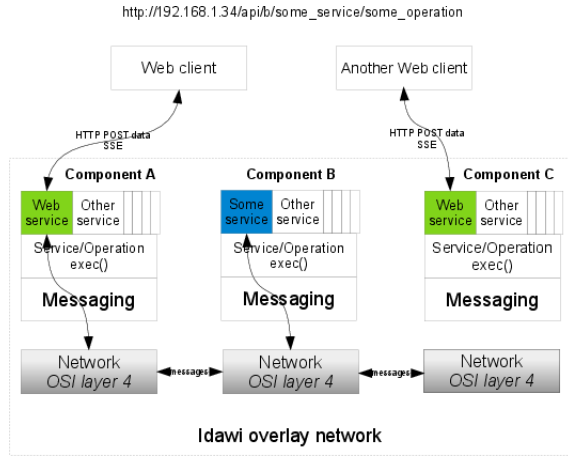 http://192.168.1.34/api/b/some_service/some_operation
Web client
Another Web client
HTTP POST data
SSE
HTTP POST data
SSE
Component A
Component B
Component C
Web
service
Other
service
Some
service
Other
service
Web
service
Other
service
Service/Operation
exec()
Service/Operation
exec()
Service/Operation
exec()
Messaging
Messaging
Messaging
Network
OSI layer 4
messages
Network
OSI layer 4
messages
Network
OSI layer 4
Idawi overlay network